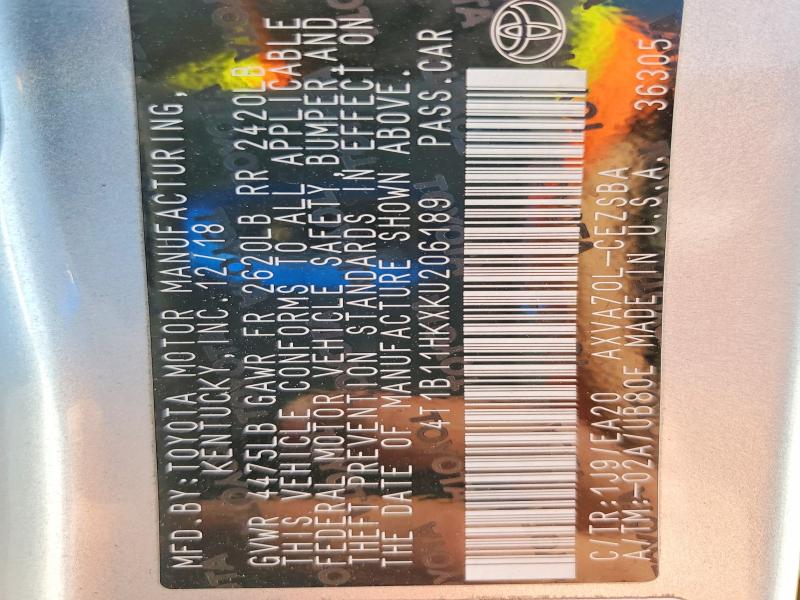 MFD.BY:TOYOTA MOTOR MANUFACTURING,
KENTUCKY, INC. 12/18
GVWR 4475LB GAWR FR 2620LB RR 2420LB
THIS VEHICLE CONFORMS TO ALL APPLICABLE
FEDERAL MOTOR VEHICLE SAFETY, BUMPER, AND
THEFT PREVENTION STANDARDS IN EFFECT ON
THE DATE OF MANUFACTURE SHOWN ABOVE.
4T1B11HKXKU206189 PASS.CAR
C/TR:1J9/EA20 AXVA70L-CEZSBA
A/TM:-02A/UB80E MADE IN U.S.A. 36305